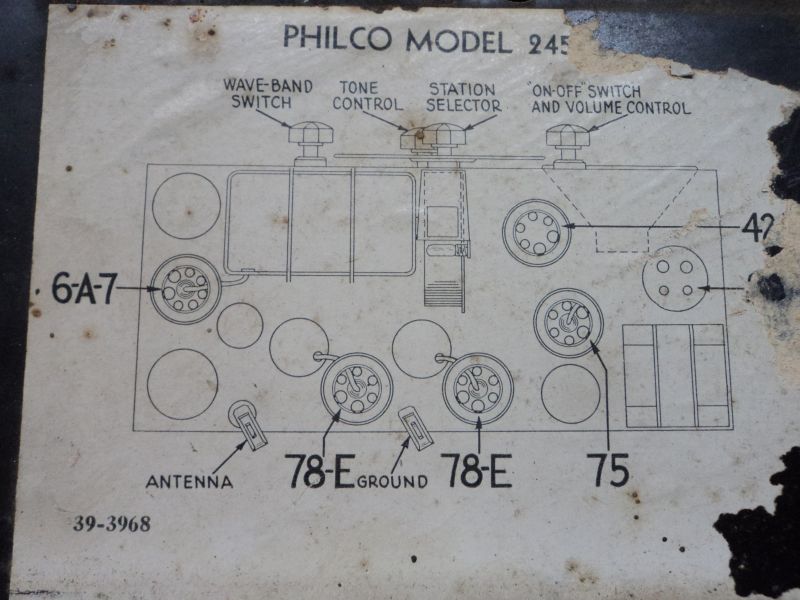 PHILCO MODEL 245
WAVE-BAND
SWITCH
TONE
CONTROL
STATION
SELECTOR
"ON-OFF" SWITCH
AND VOLUME CONTROL
42
6-A-7
78-E
78-E
75
ANTENNA
GROUND
39-3968